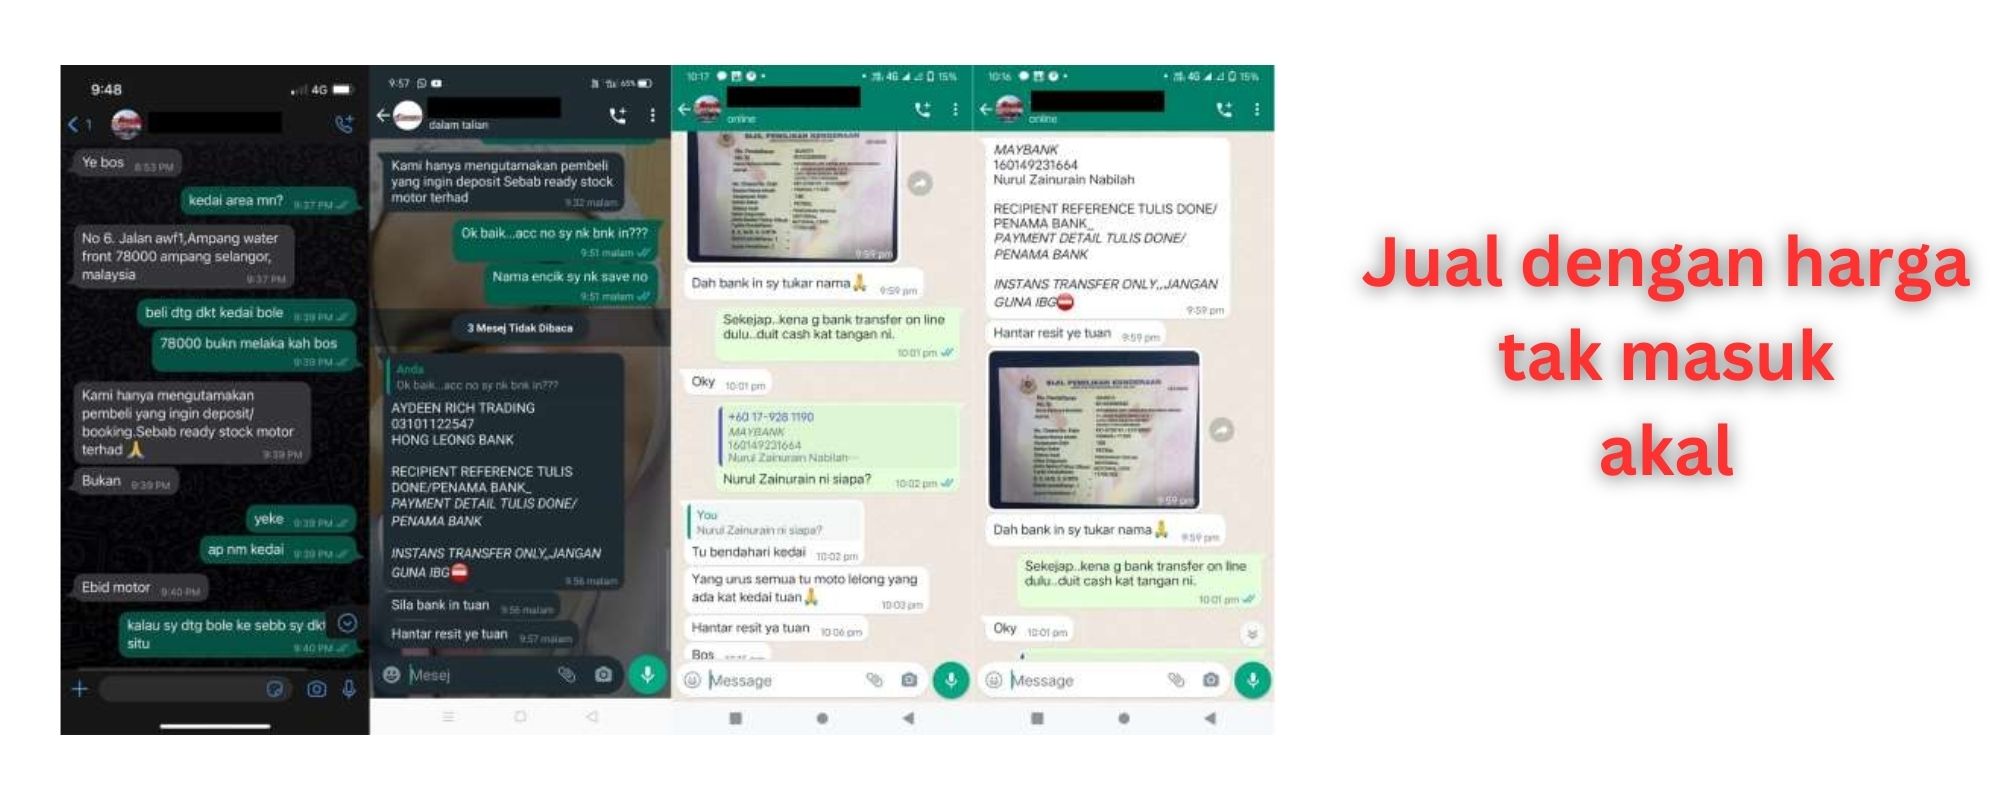 9:48
4G
1
Ye bos 8:53 PM
kedai area mn? 9:37 PM
No 6. Jalan awf1,Ampang water
front 78000 ampang selangor,
malaysia 9:37 PM
beli dtg dkt kedai bole 9:39 PM
78000 bukn melaka kah bos
9:39 PM
Kami hanya mengutamakan
pembeli yang ingin deposit/
booking.Sebab ready stock motor
terhad 9:39 PM
Bukan 9:39 PM
yeke 9:39 PM
ap nm kedai 9:39 PM
Ebid motor 9:40 PM
kalau sy dtg bole ke sebb sy dkt
situ 9:40 PM
9:57
65%
dalam talian
Kami hanya mengutamakan pembeli
yang ingin deposit Sebab ready stock
motor terhad 9:32 malam
Ok baik...acc no sy nk bnk in???
9:51 malam
Nama encik sy nk save no
9:51 malam
3 Mesej Tidak Dibaca
Anda
Ok baik...acc no sy nk bnk in???
AYDEEN RICH TRADING
03101122547
HONG LEONG BANK
RECIPIENT REFERENCE TULIS
DONE/PENAMA BANK_
PAYMENT DETAIL TULIS DONE/
PENAMA BANK
INSTANS TRANSFER ONLY,,JANGAN
GUNA IBG
9:56 malam
Sila bank in tuan 9:56 malam
Hantar resit ye tuan 9:57 malam
Mesej
10:17
4G 15%
online
SIJIL PEMILIKAN KENDERAAN
9:59 pm
Dah bank in sy tukar nama 9:59 pm
Sekejap..kena g bank transfer on line
dulu..duit cash kat tangan ni.
10:01 pm
Oky 10:01 pm
+60 17-928 1190
MAYBANK
160149231664
Nurul Zainurain Nabilah
Nurul Zainurain ni siapa? 10:02 pm
You
Nurul Zainurain ni siapa?
Tu bendahari kedai 10:02 pm
Yang urus semua tu moto lelong yang
ada kat kedai tuan 10:03 pm
Hantar resit ya tuan 10:06 pm
Bos
Message
10:16
4G 15%
online
MAYBANK
160149231664
Nurul Zainurain Nabilah
RECIPIENT REFERENCE TULIS DONE/
PENAMA BANK_
PAYMENT DETAIL TULIS DONE/
PENAMA BANK
INSTANS TRANSFER ONLY,,JANGAN
GUNA IBG
9:59 pm
Hantar resit ye tuan 9:59 pm
SIJIL PEMILIKAN KENDERAAN
9:59 pm
Dah bank in sy tukar nama 9:59 pm
Sekejap..kena g bank transfer on line
dulu..duit cash kat tangan ni.
10:01 pm
Oky 10:01 pm
Message
Jual dengan harga
tak masuk
akal